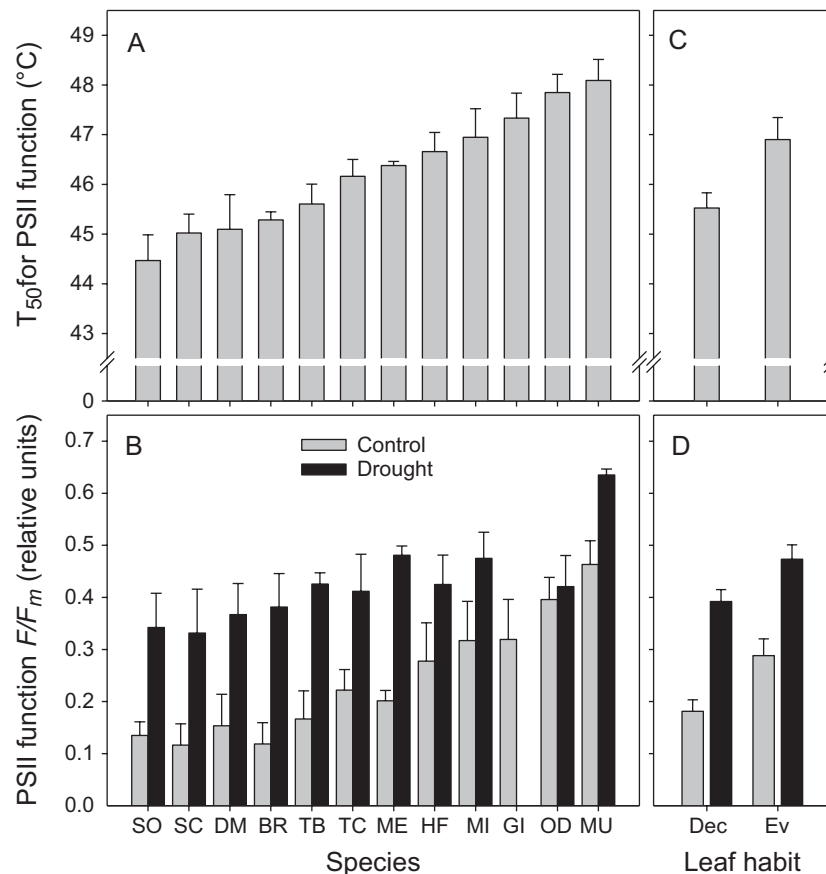 A
C
49
48
47
46
45
44
43
0
T50 for PSII function (°C)
B
D
Control
Drought
0.7
0.6
0.5
0.4
0.3
0.2
0.1
0.0
PSII function F/Fm (relative units)
SO SC DM BR TB TC ME HF MI GI OD MU
Dec Ev
Species
Leaf habit